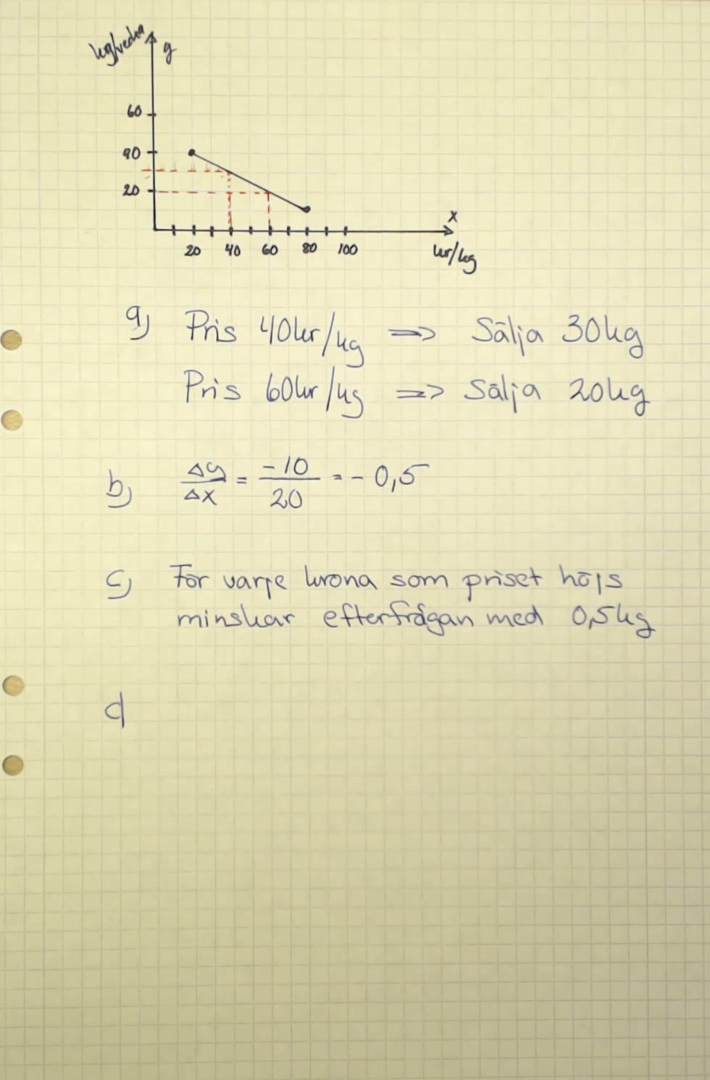 kg/vecka
y
60
40
20
x
20 40 60 80 100
kr/kg
a) Pris 40kr/kg => Sälja 30kg
Pris 60kr/kg => Sälja 20kg
b) Δy/Δx = -10/20 = -0,5
c) För varje krona som priset höjs
minskar efterfrågan med 0,5kg
d